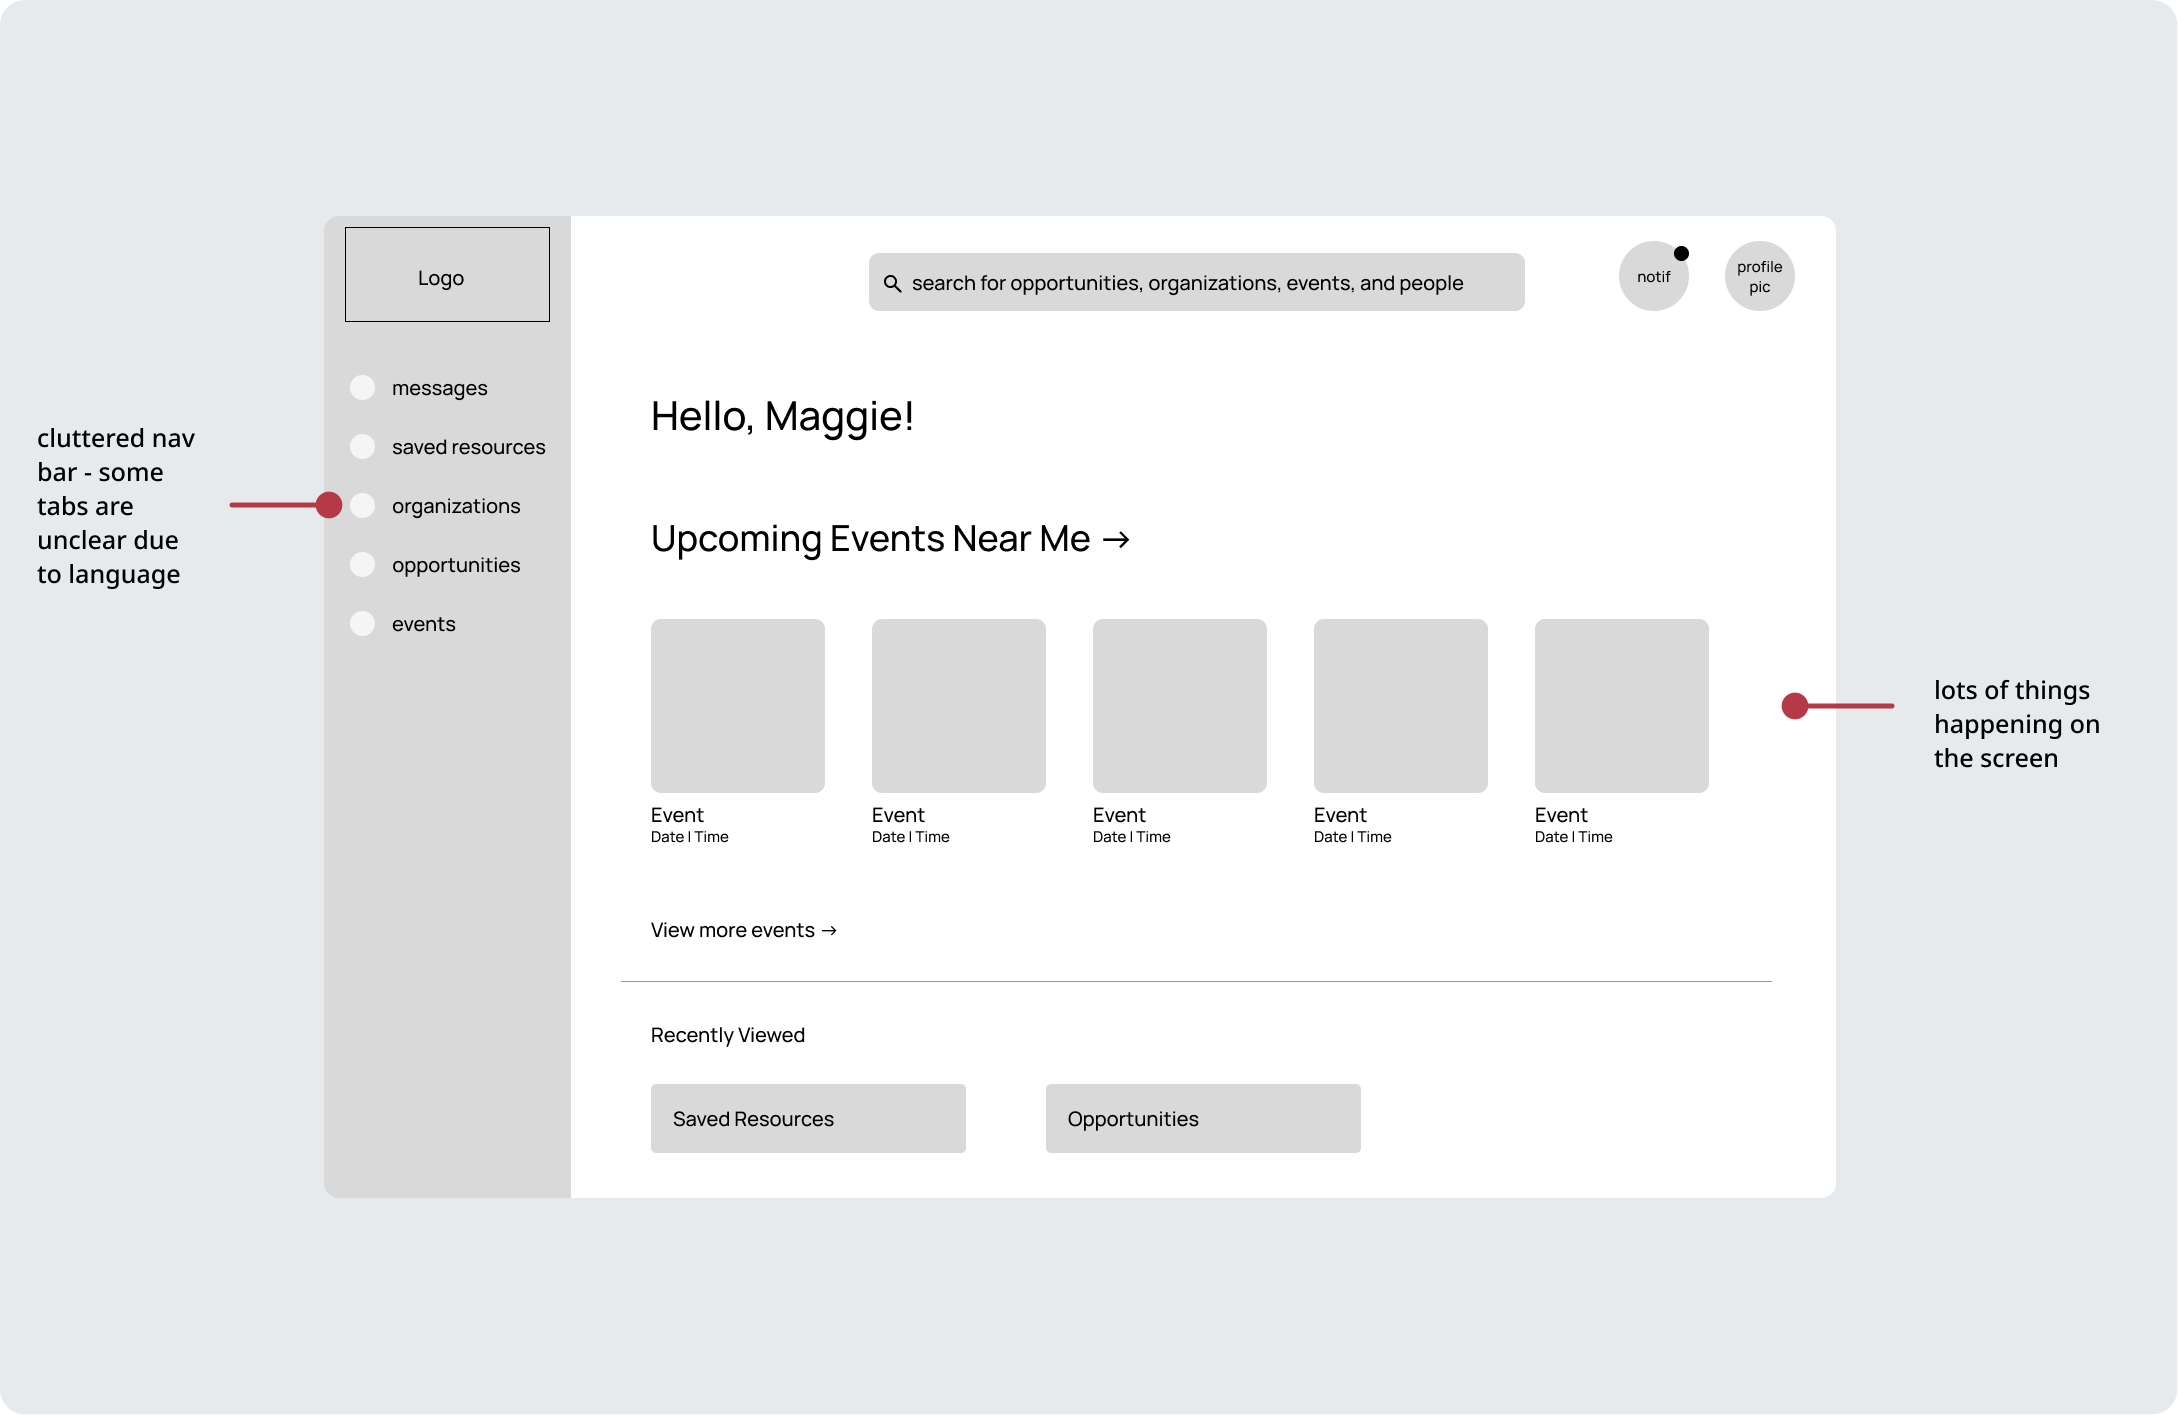 Logo
search for opportunities, organizations, events, and people
notif
profile
pic
messages
saved resources
organizations
opportunities
events
cluttered nav
bar - some
tabs are
unclear due
to language
Hello, Maggie!
Upcoming Events Near Me →
Event
Date | Time
Event
Date | Time
Event
Date | Time
Event
Date | Time
Event
Date | Time
lots of things
happening on
the screen
View more events →
Recently Viewed
Saved Resources
Opportunities